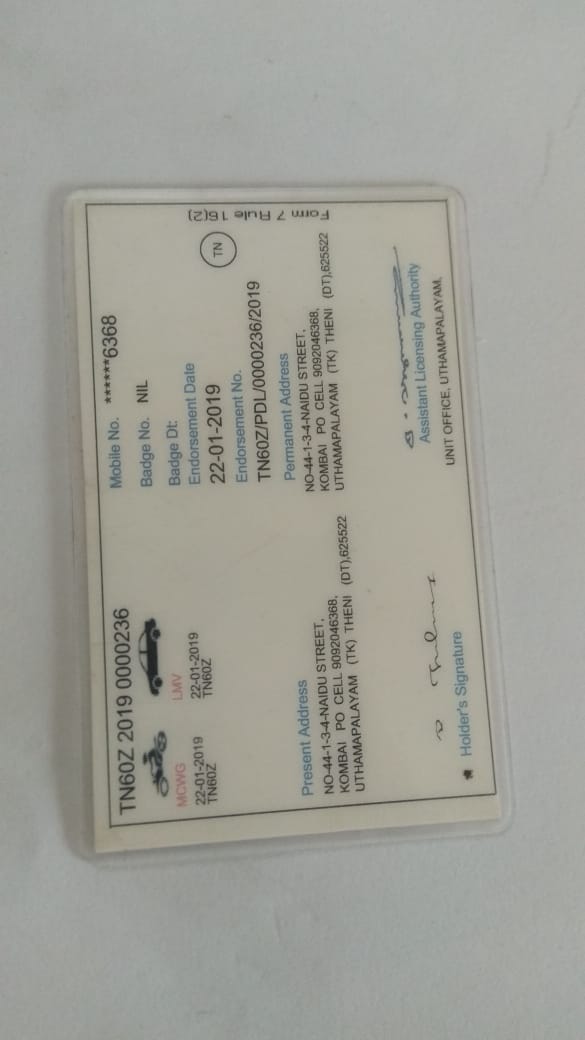 TN60Z 2019 0000236
MCWG
22-01-2019
TN60Z
LMV
22-01-2019
TN60Z
Mobile No. ******6368
Badge No. NIL
Badge Dt:
Endorsement Date
22-01-2019
Endorsement No.
TN60Z/PDL/0000236/2019
TN
Form 7 Rule 16(2)
Present Address
NO-44-1-3-4-NAIDU STREET,
KOMBAI PO CELL 9092046368,
UTHAMAPALAYAM (TK) THENI (DT),625522
Permanent Address
NO-44-1-3-4-NAIDU STREET,
KOMBAI PO CELL 9092046368,
UTHAMAPALAYAM (TK) THENI (DT),625522
Holder's Signature
Assistant Licensing Authority
UNIT OFFICE, UTHAMAPALAYAM.